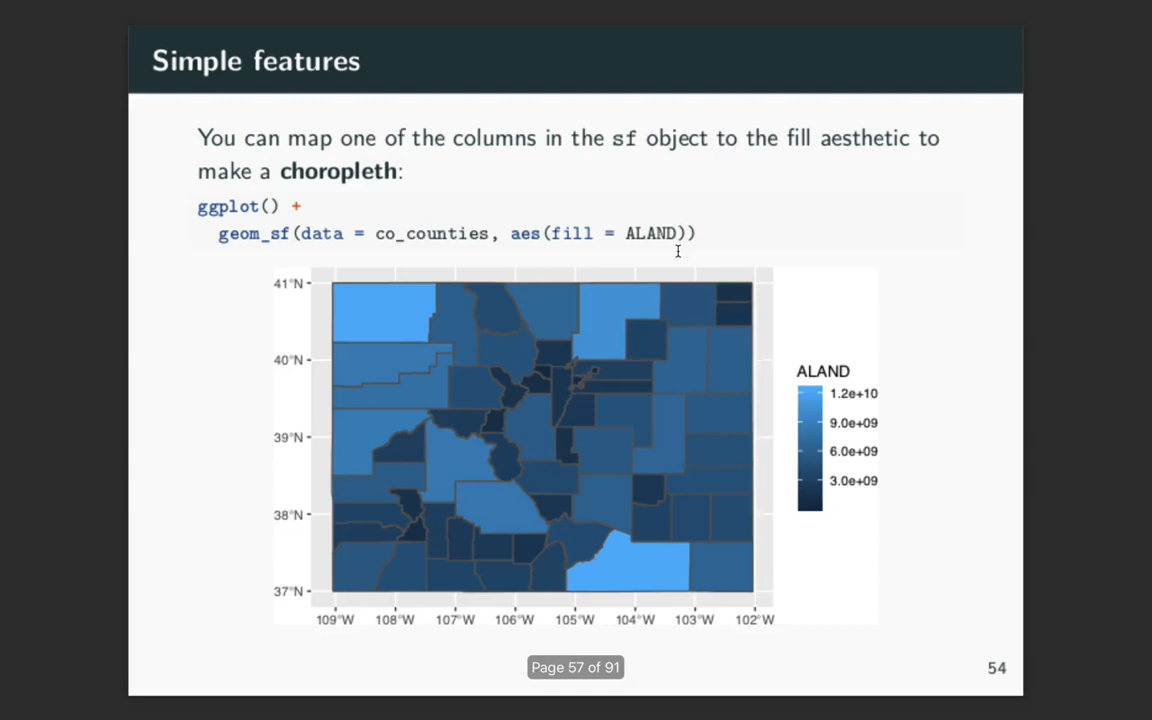 Simple features
You can map one of the columns in the sf object to the fill aesthetic to
make a choropleth:
ggplot() +
geom_sf(data = co_counties, aes(fill = ALAND))
41°N
40°N
39°N
38°N
37°N
109°W 108°W 107°W 106°W 105°W 104°W 103°W 102°W
ALAND
1.2e+10
9.0e+09
6.0e+09
3.0e+09
Page 57 of 91
54